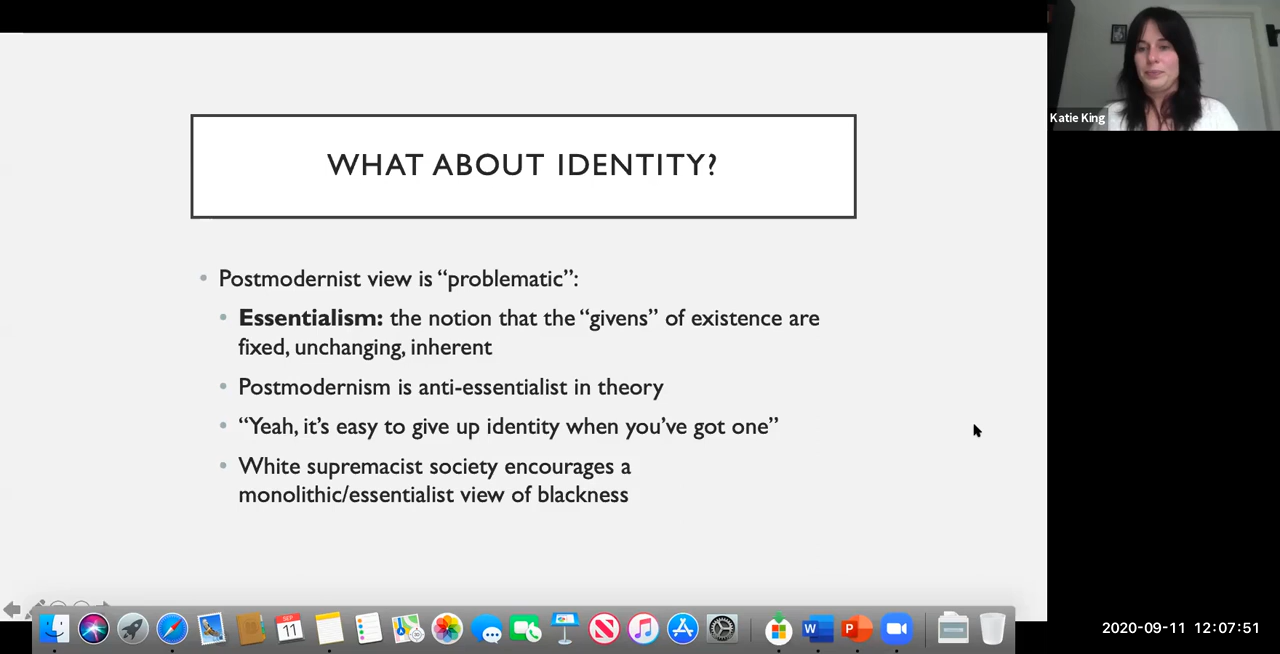 WHAT ABOUT IDENTITY?
Katie King
Postmodernist view is “problematic”:
Essentialism: the notion that the “givens” of existence are
fixed, unchanging, inherent
Postmodernism is anti-essentialist in theory
“Yeah, it’s easy to give up identity when you’ve got one”
White supremacist society encourages a
monolithic/essentialist view of blackness
SEP
11
W
P
2020-09-11 12:07:51